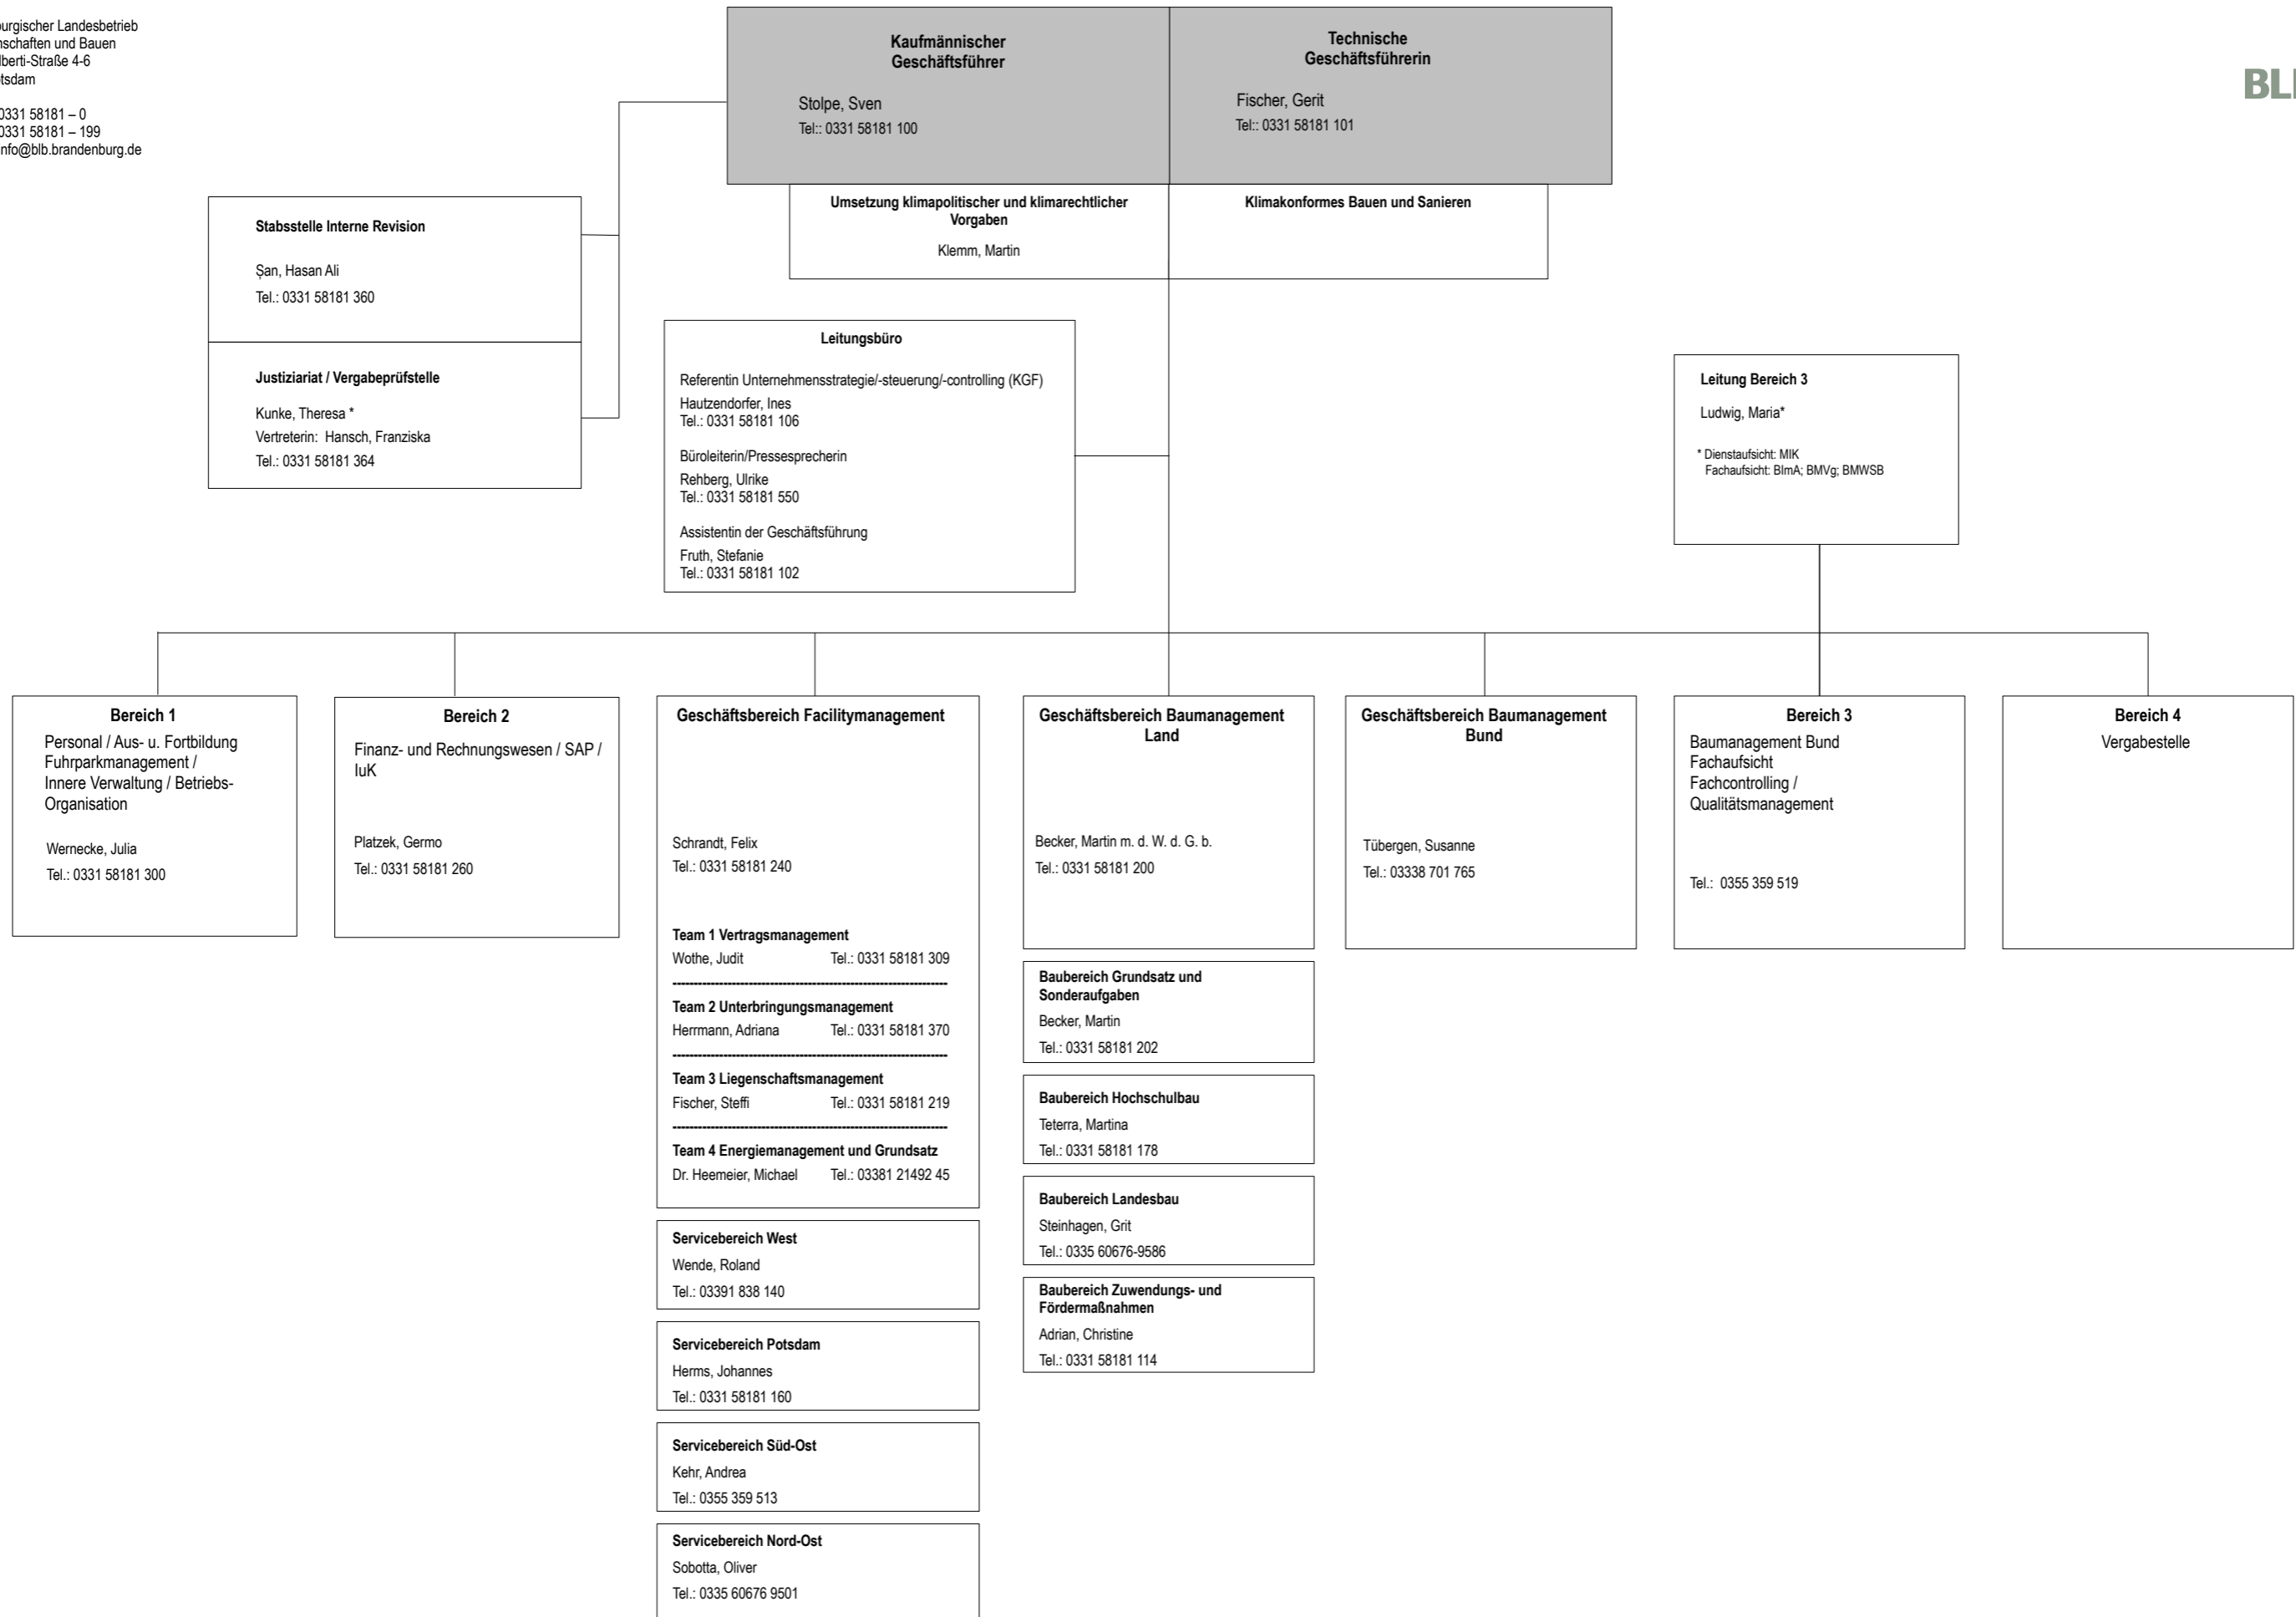 Landesbetrieb
und Bauen
4-6
0331 58181 – 0
0331 58181 – 199
Kaufmännischer
Geschäftsführer
Stolpe, Sven
Tel:: 0331 58181 100
Technische
Geschäftsführerin
Fischer, Gerit
Tel:: 0331 58181 101
Umsetzung klimapolitischer und klimarechtlicher
Vorgaben
Klemm, Martin
Klimakonformes Bauen und Sanieren
Stabsstelle Interne Revision
Şan, Hasan Ali
Tel.: 0331 58181 360
Justiziariat / Vergabeprüfstelle
Kunke, Theresa *
Vertreterin: Hansch, Franziska
Tel.: 0331 58181 364
Leitungsbüro
Referentin Unternehmensstrategie/-steuerung/-controlling (KGF)
Hautzendorfer, Ines
Tel.: 0331 58181 106
Büroleiterin/Pressesprecherin
Rehberg, Ulrike
Tel.: 0331 58181 550
Assistentin der Geschäftsführung
Fruth, Stefanie
Tel.: 0331 58181 102
Leitung Bereich 3
Ludwig, Maria*
* Dienstaufsicht: MIK
Fachaufsicht: BImA; BMVg; BMWSB
Bereich 1
Personal / Aus- u. Fortbildung
Fuhrparkmanagement /
Innere Verwaltung / Betriebs-
Organisation
Wernecke, Julia
Tel.: 0331 58181 300
Bereich 2
Finanz- und Rechnungswesen / SAP /
IuK
Platzek, Germo
Tel.: 0331 58181 260
Geschäftsbereich Facilitymanagement
Schrandt, Felix
Tel.: 0331 58181 240
Team 1 Vertragsmanagement
Wothe, Judit Tel.: 0331 58181 309
Team 2 Unterbringungsmanagement
Herrmann, Adriana Tel.: 0331 58181 370
Team 3 Liegenschaftsmanagement
Fischer, Steffi Tel.: 0331 58181 219
Team 4 Energiemanagement und Grundsatz
Dr. Heemeier, Michael Tel.: 03381 21492 45
Servicebereich West
Wende, Roland
Tel.: 03391 838 140
Servicebereich Potsdam
Herms, Johannes
Tel.: 0331 58181 160
Servicebereich Süd-Ost
Kehr, Andrea
Tel.: 0355 359 513
Servicebereich Nord-Ost
Sobotta, Oliver
Tel.: 0335 60676 9501
Geschäftsbereich Baumanagement
Land
Becker, Martin m. d. W. d. G. b.
Tel.: 0331 58181 200
Baubereich Grundsatz und
Sonderaufgaben
Becker, Martin
Tel.: 0331 58181 202
Baubereich Hochschulbau
Teterra, Martina
Tel.: 0331 58181 178
Baubereich Landesbau
Steinhagen, Grit
Tel.: 0335 60676-9586
Baubereich Zuwendungs- und
Fördermaßnahmen
Adrian, Christine
Tel.: 0331 58181 114
Geschäftsbereich Baumanagement
Bund
Tübergen, Susanne
Tel.: 03338 701 765
Bereich 3
Baumanagement Bund
Fachaufsicht
Fachcontrolling /
Qualitätsmanagement
Tel.: 0355 359 519
Bereich 4
Vergabestelle